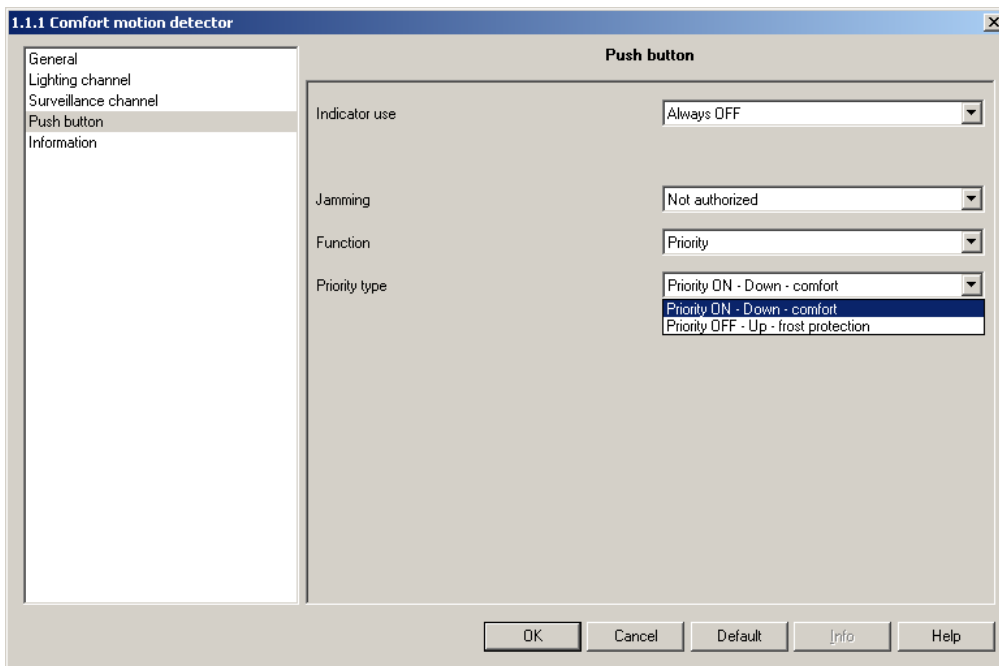 1.1.1 Comfort motion detector
General
Lighting channel
Surveillance channel
Push button
Information
Push button
Indicator use Always OFF
Jamming Not authorized
Function Priority
Priority type Priority ON - Down - comfort
Priority ON - Down - comfort
Priority OFF - Up - frost protection
OK Cancel Default Info Help